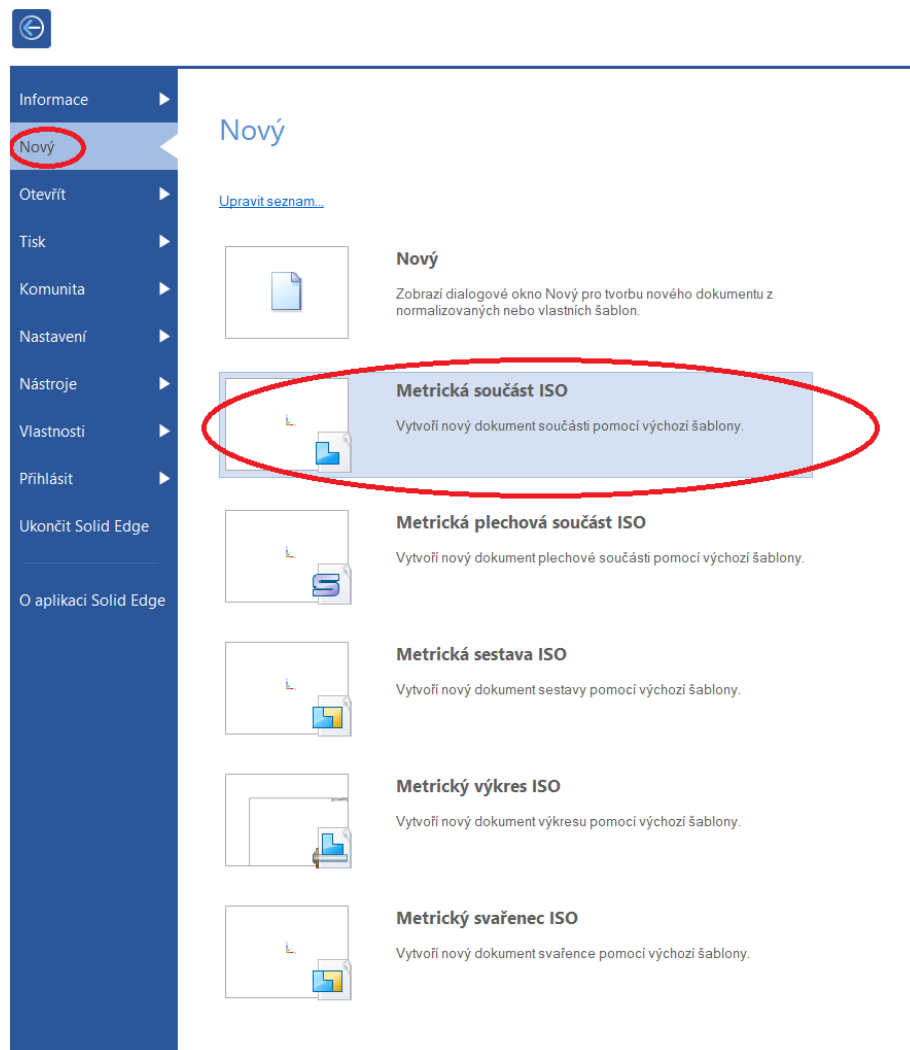 Informace
Nový
Otevřít
Tisk
Komunita
Nastavení
Nástroje
Vlastnosti
Přihlásit
Ukončit Solid Edge
O aplikaci Solid Edge
Nový
Upravit seznam...
Nový
Zobrazí dialogové okno Nový pro tvorbu nového dokumentu z
normalizovaných nebo vlastních šablon.
Metrická součást ISO
Vytvoří nový dokument součásti pomocí výchozí šablony.
Metrická plechová součást ISO
Vytvoří nový dokument plechové součásti pomocí výchozí šablony.
Metrická sestava ISO
Vytvoří nový dokument sestavy pomocí výchozí šablony.
Metrický výkres ISO
Vytvoří nový dokument výkresu pomocí výchozí šablony.
Metrický svařenec ISO
Vytvoří nový dokument svařence pomocí výchozí šablony.